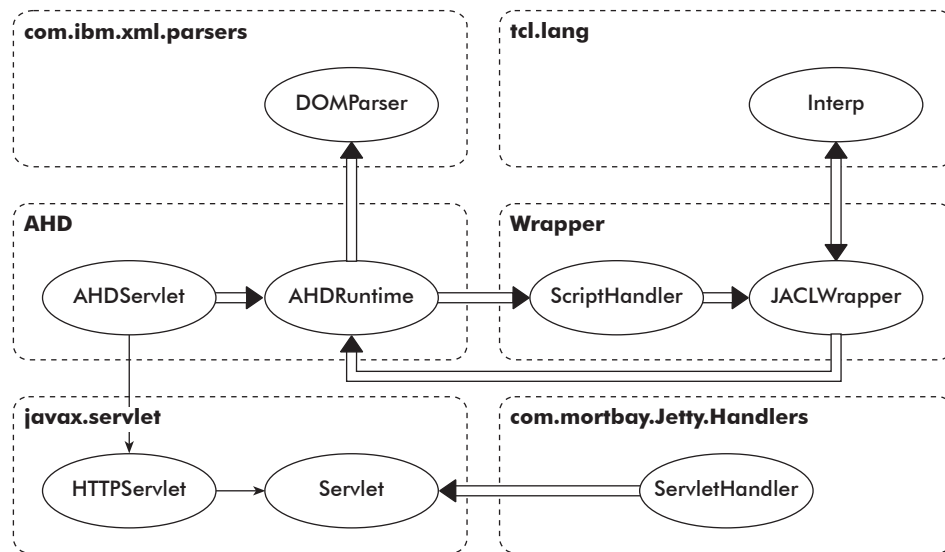 com.ibm.xml.parsers
tcl.lang
DOMParser
Interp
AHD
Wrapper
AHDServlet
AHDRuntime
ScriptHandler
JACLWrapper
javax.servlet
com.mortbay.Jetty.Handlers
HTTPServlet
Servlet
ServletHandler